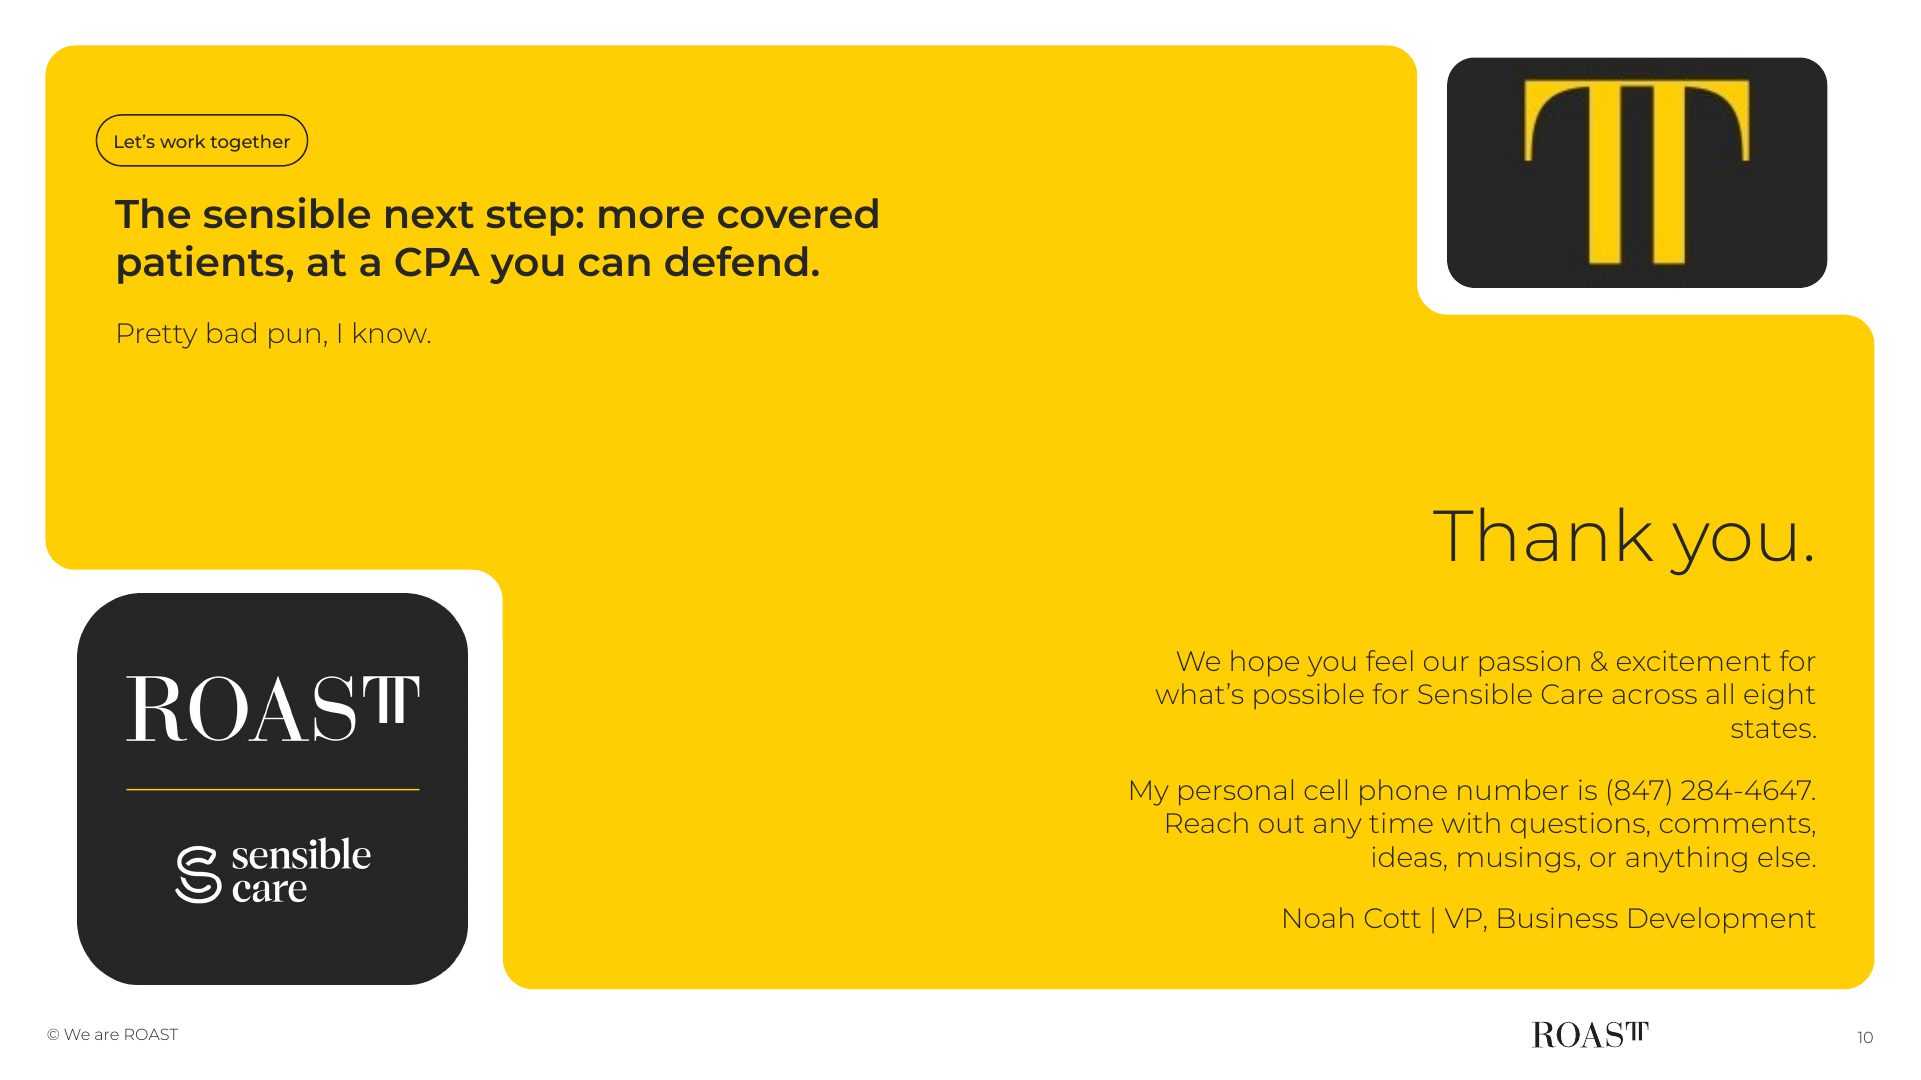 Let’s work together
The sensible next step: more covered
patients, at a CPA you can defend.
Pretty bad pun, I know.
Thank you.
ROAST
sensible
care
We hope you feel our passion & excitement for
what’s possible for Sensible Care across all eight
states.
My personal cell phone number is (847) 284-4647.
Reach out any time with questions, comments,
ideas, musings, or anything else.
Noah Cott | VP, Business Development
© We are ROAST
ROAST
10